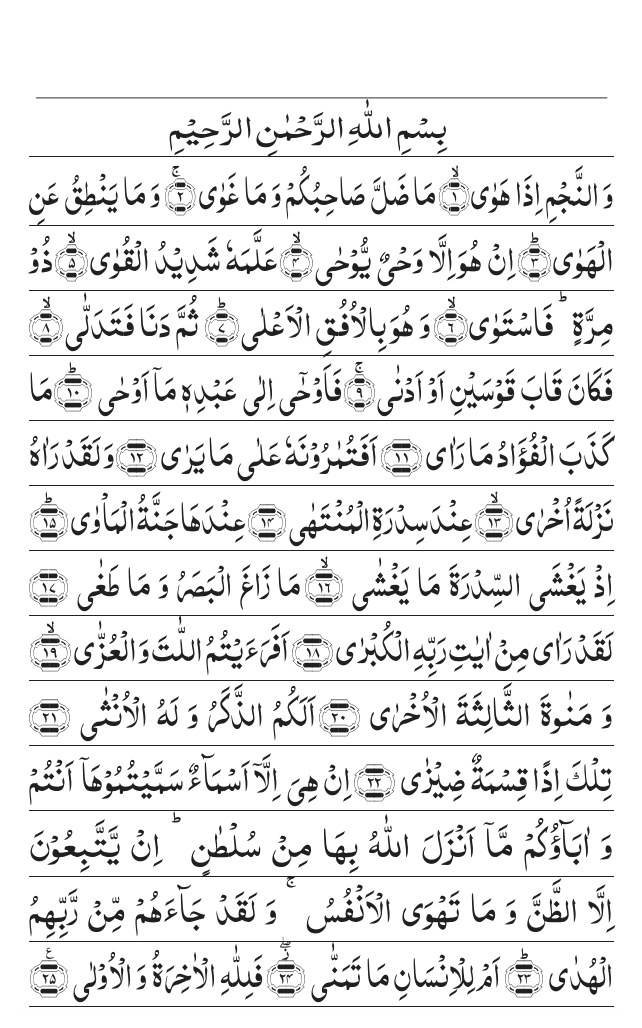 بِسْمِ اللّٰهِ الرَّحْمٰنِ الرَّحِيْمِ
وَ النَّجْمِ اِذَا هَوٰى ۙ﴿۱﴾ مَا ضَلَّ صَاحِبُكُمْ وَ مَا غَوٰى ۚ﴿۲﴾ وَ مَا يَنْطِقُ عَنِ
الْهَوٰى ؕ﴿۳﴾ اِنْ هُوَ اِلَّا وَحْیٌ يُّوْحٰى ۙ﴿۴﴾ عَلَّمَهٗ شَدِيْدُ الْقُوٰى ۙ﴿۵﴾ ذُوْ
مِرَّةٍ ؕ فَاسْتَوٰى ۙ﴿۶﴾ وَ هُوَ بِالْاُفُقِ الْاَعْلٰى ؕ﴿۷﴾ ثُمَّ دَنَا فَتَدَلّٰى ۙ﴿۸﴾
فَكَانَ قَابَ قَوْسَيْنِ اَوْ اَدْنٰى ۚ﴿۹﴾ فَاَوْحٰۤى اِلٰى عَبْدِهٖ مَاۤ اَوْحٰى ؕ﴿۱۰﴾ مَا
كَذَبَ الْفُؤَادُ مَا رَاٰى ﴿۱۱﴾ اَفَتُمٰرُوْنَهٗ عَلٰى مَا يَرٰى ﴿۱۲﴾ وَ لَقَدْ رَاٰهُ
نَزْلَةً اُخْرٰى ۙ﴿۱۳﴾ عِنْدَ سِدْرَةِ الْمُنْتَهٰى ﴿۱۴﴾ عِنْدَهَا جَنَّةُ الْمَاْوٰى ؕ﴿۱۵﴾
اِذْ يَغْشَى السِّدْرَةَ مَا يَغْشٰى ۙ﴿۱۶﴾ مَا زَاغَ الْبَصَرُ وَ مَا طَغٰى ﴿۱۷﴾
لَقَدْ رَاٰى مِنْ اٰيٰتِ رَبِّهِ الْكُبْرٰى ﴿۱۸﴾ اَفَرَءَيْتُمُ اللّٰتَ وَ الْعُزّٰى ۙ﴿۱۹﴾
وَ مَنٰوةَ الثَّالِثَةَ الْاُخْرٰى ﴿۲۰﴾ اَلَكُمُ الذَّكَرُ وَ لَهُ الْاُنْثٰى ﴿۲۱﴾
تِلْكَ اِذًا قِسْمَةٌ ضِيْزٰى ﴿۲۲﴾ اِنْ هِیَ اِلَّاۤ اَسْمَآءٌ سَمَّيْتُمُوْهَاۤ اَنْتُمْ
وَ اٰبَآؤُكُمْ مَّاۤ اَنْزَلَ اللّٰهُ بِهَا مِنْ سُلْطٰنٍ ؕ اِنْ يَّتَّبِعُوْنَ
اِلَّا الظَّنَّ وَ مَا تَهْوَى الْاَنْفُسُ ۚ وَ لَقَدْ جَآءَهُمْ مِّنْ رَّبِّهِمُ
الْهُدٰى ؕ﴿۲۳﴾ اَمْ لِلْاِنْسَانِ مَا تَمَنّٰى ۫ۖ﴿۲۴﴾ فَلِلّٰهِ الْاٰخِرَةُ وَ الْاُوْلٰى ﴿۲۵﴾ع